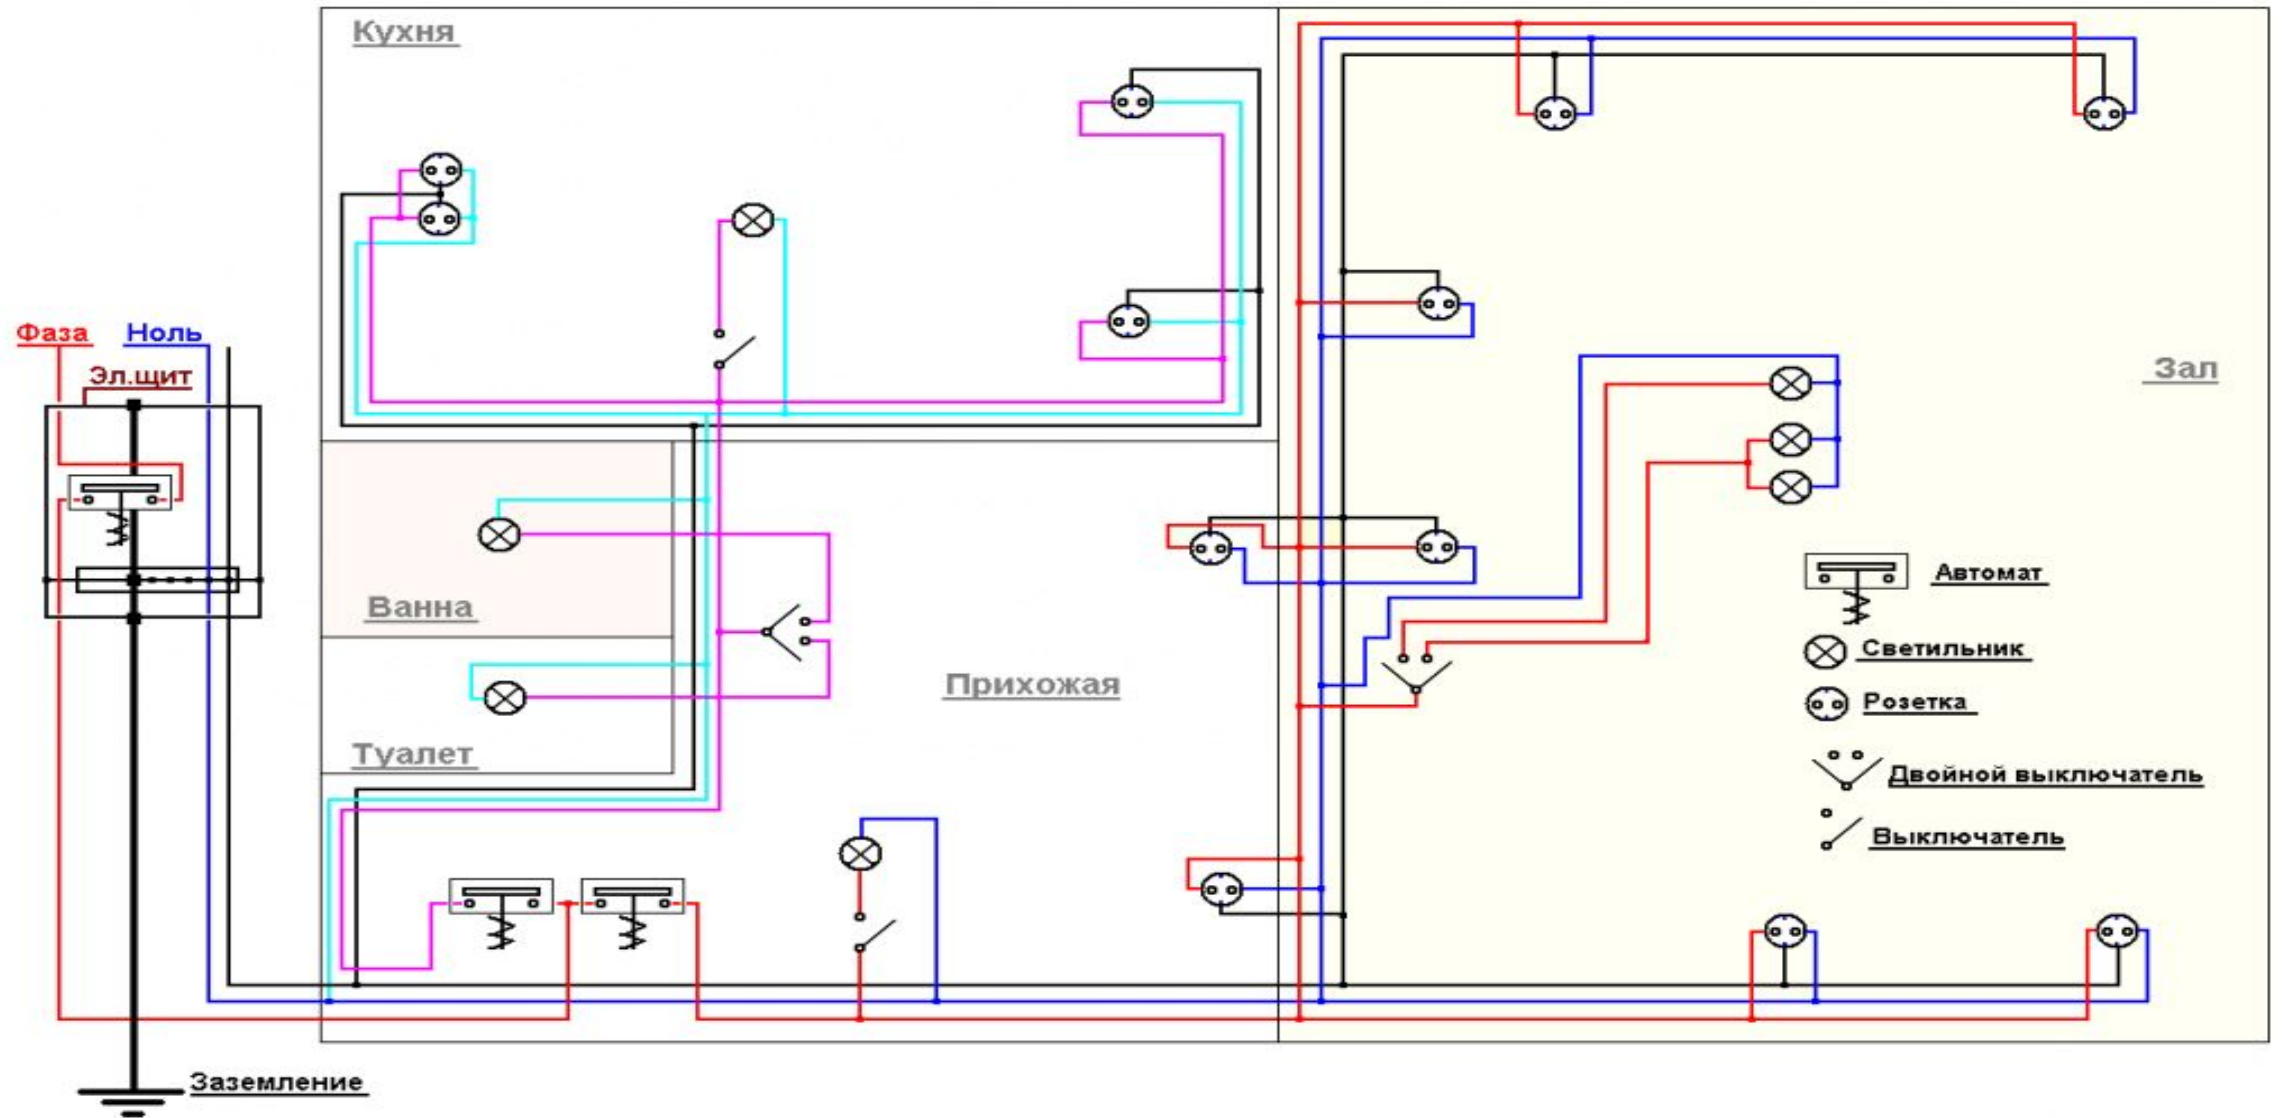 Кухня
Фаза
Ноль
Эл.щит
Зал
Ванна
Автомат
Светильник
Прихожая
Розетка
Туалет
Двойной выключатель
Выключатель
Заземление